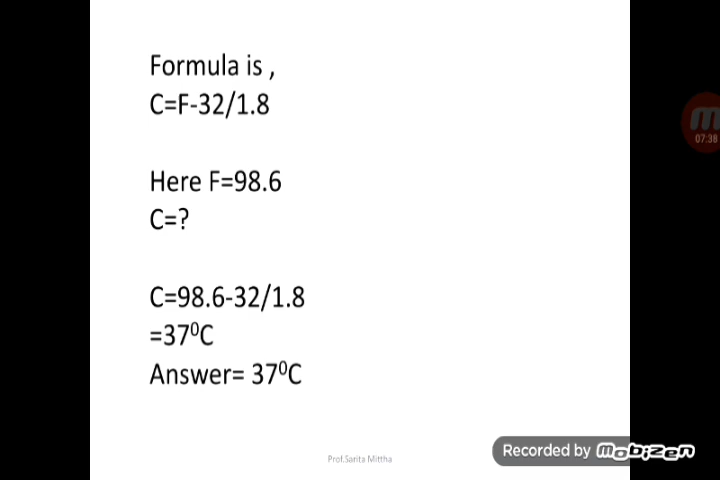 Formula is ,
C=F-32/1.8
Here F=98.6
C=?
C=98.6-32/1.8
=37⁰C
Answer= 37⁰C
Prof.Sarita Mittha
Recorded by mobizen
m
07:38